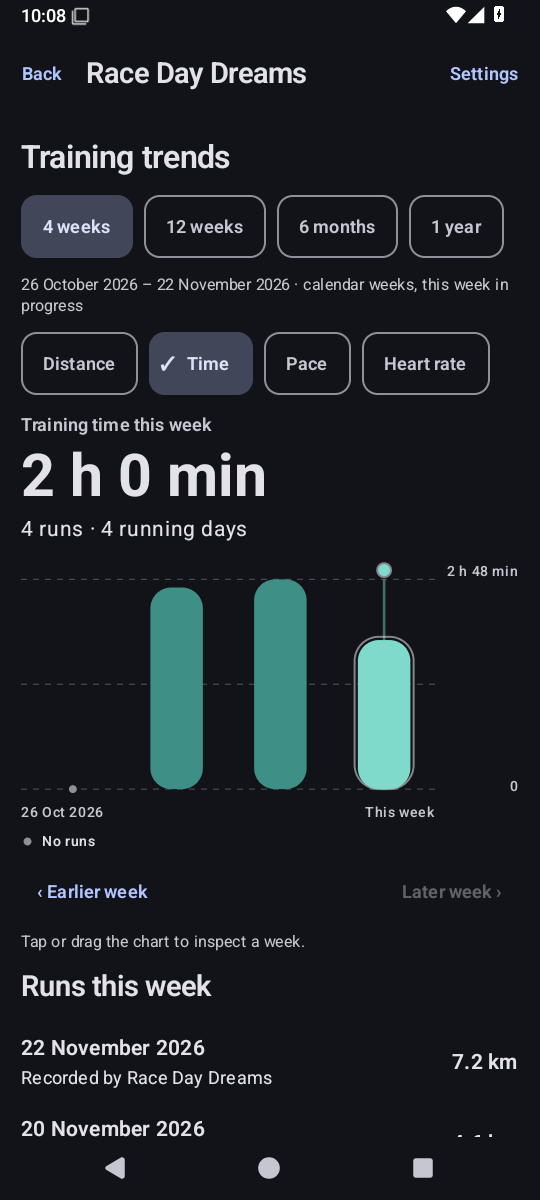 10:08
Back
Race Day Dreams
Settings
Training trends
4 weeks
12 weeks
6 months
1 year
26 October 2026 – 22 November 2026 · calendar weeks, this week in
progress
Distance
✓ Time
Pace
Heart rate
Training time this week
2 h 0 min
4 runs · 4 running days
2 h 48 min
0
26 Oct 2026
This week
No runs
‹ Earlier week
Later week ›
Tap or drag the chart to inspect a week.
Runs this week
22 November 2026
7.2 km
Recorded by Race Day Dreams
20 November 2026